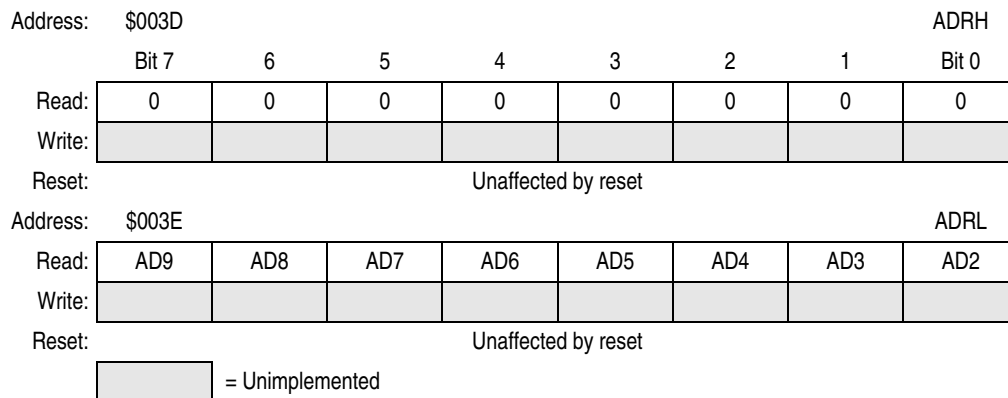 Address: $003D ADRH
Bit 7 6 5 4 3 2 1 Bit 0
Read: 0 0 0 0 0 0 0 0
Write:
Reset: Unaffected by reset
Address: $003E ADRL
Read: AD9 AD8 AD7 AD6 AD5 AD4 AD3 AD2
Write:
Reset: Unaffected by reset
= Unimplemented